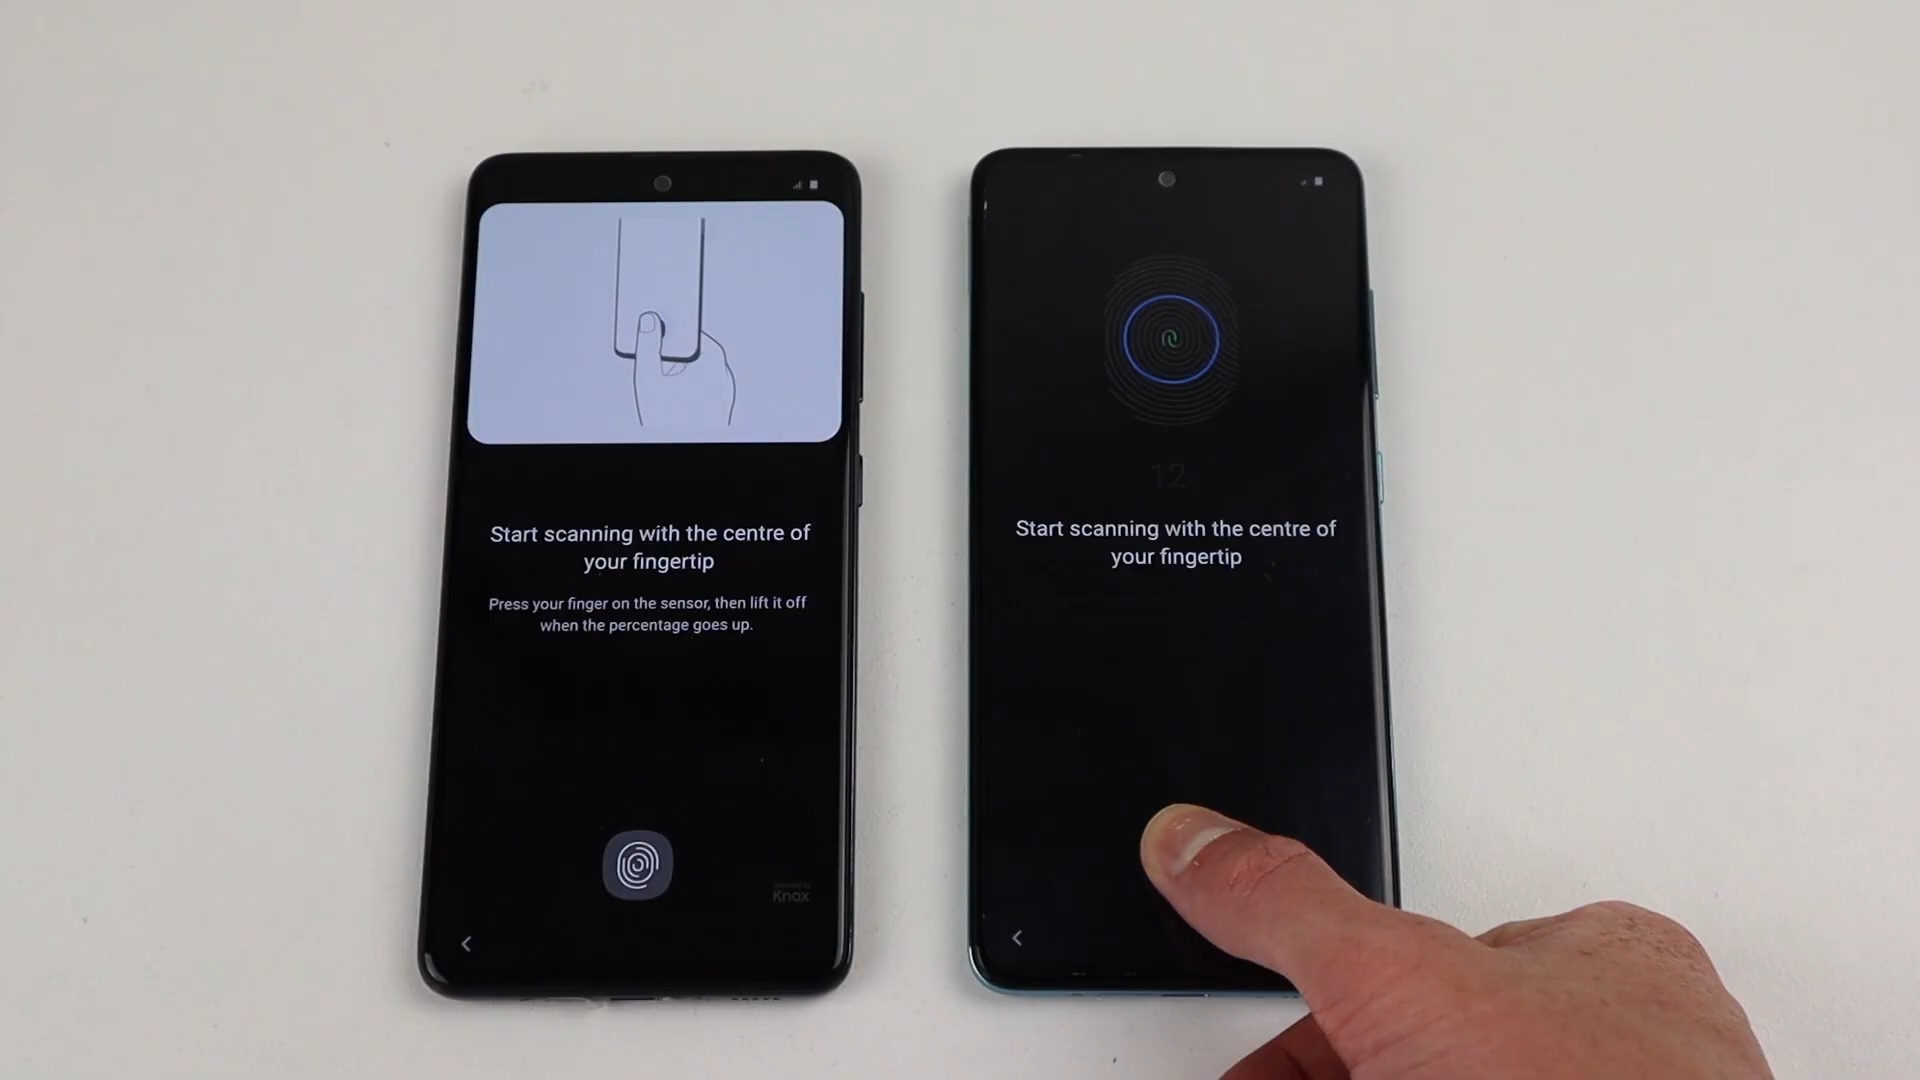 Start scanning with the centre of
your fingertip
Press your finger on the sensor, then lift it off
when the percentage goes up.
Knox
12
Start scanning with the centre of
your fingertip